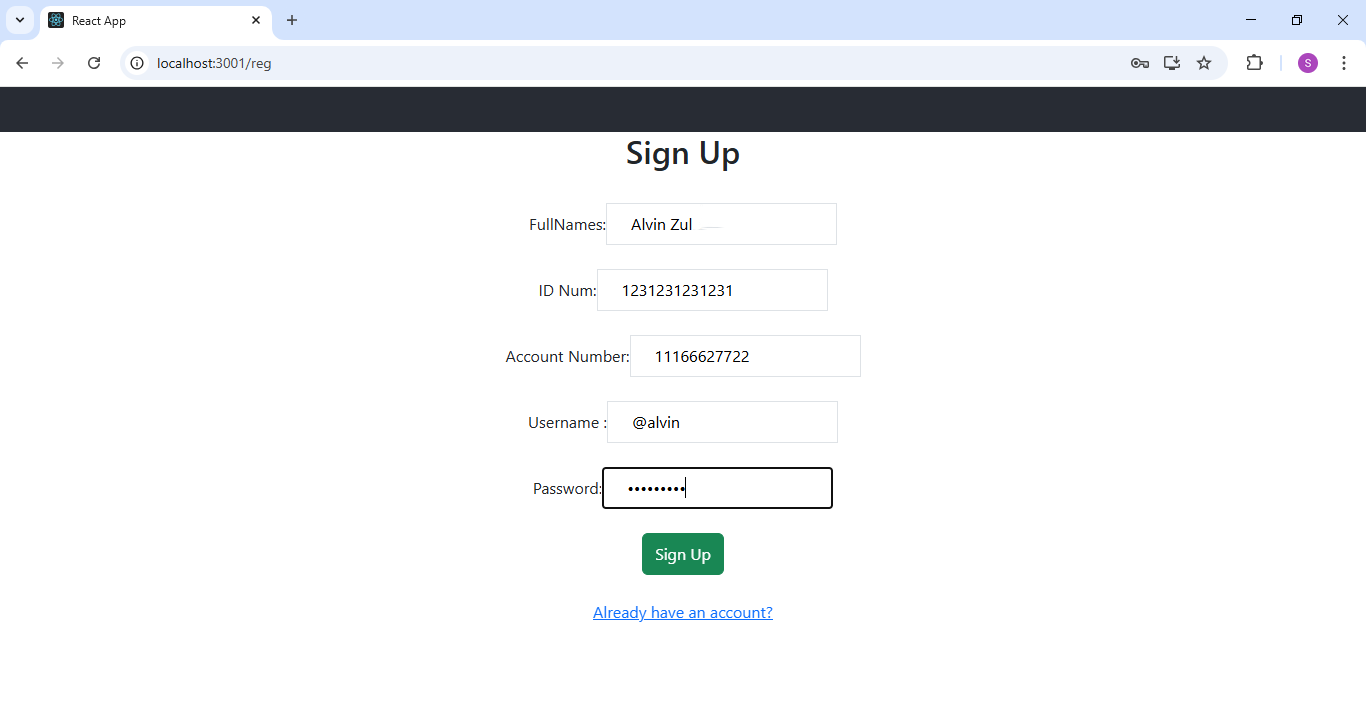 React App
localhost:3001/reg
S
Sign Up
FullNames: Alvin Zul
ID Num: 1231231231231
Account Number: 11166627722
Username : @alvin
Password: •••••••••
Sign Up
Already have an account?